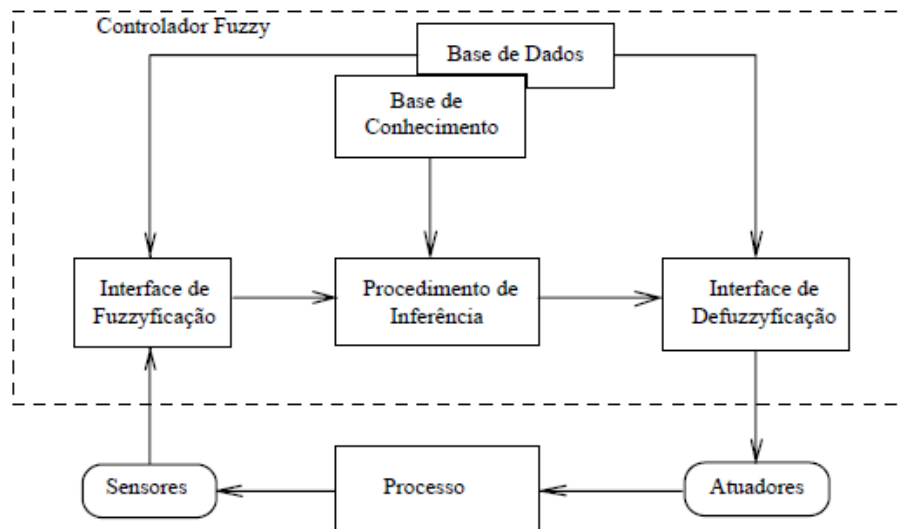 Controlador Fuzzy
Base de Dados
Base de
Conhecimento
Interface de
Fuzzyficação
Procedimento de
Inferência
Interface de
Defuzzyficação
Sensores
Processo
Atuadores